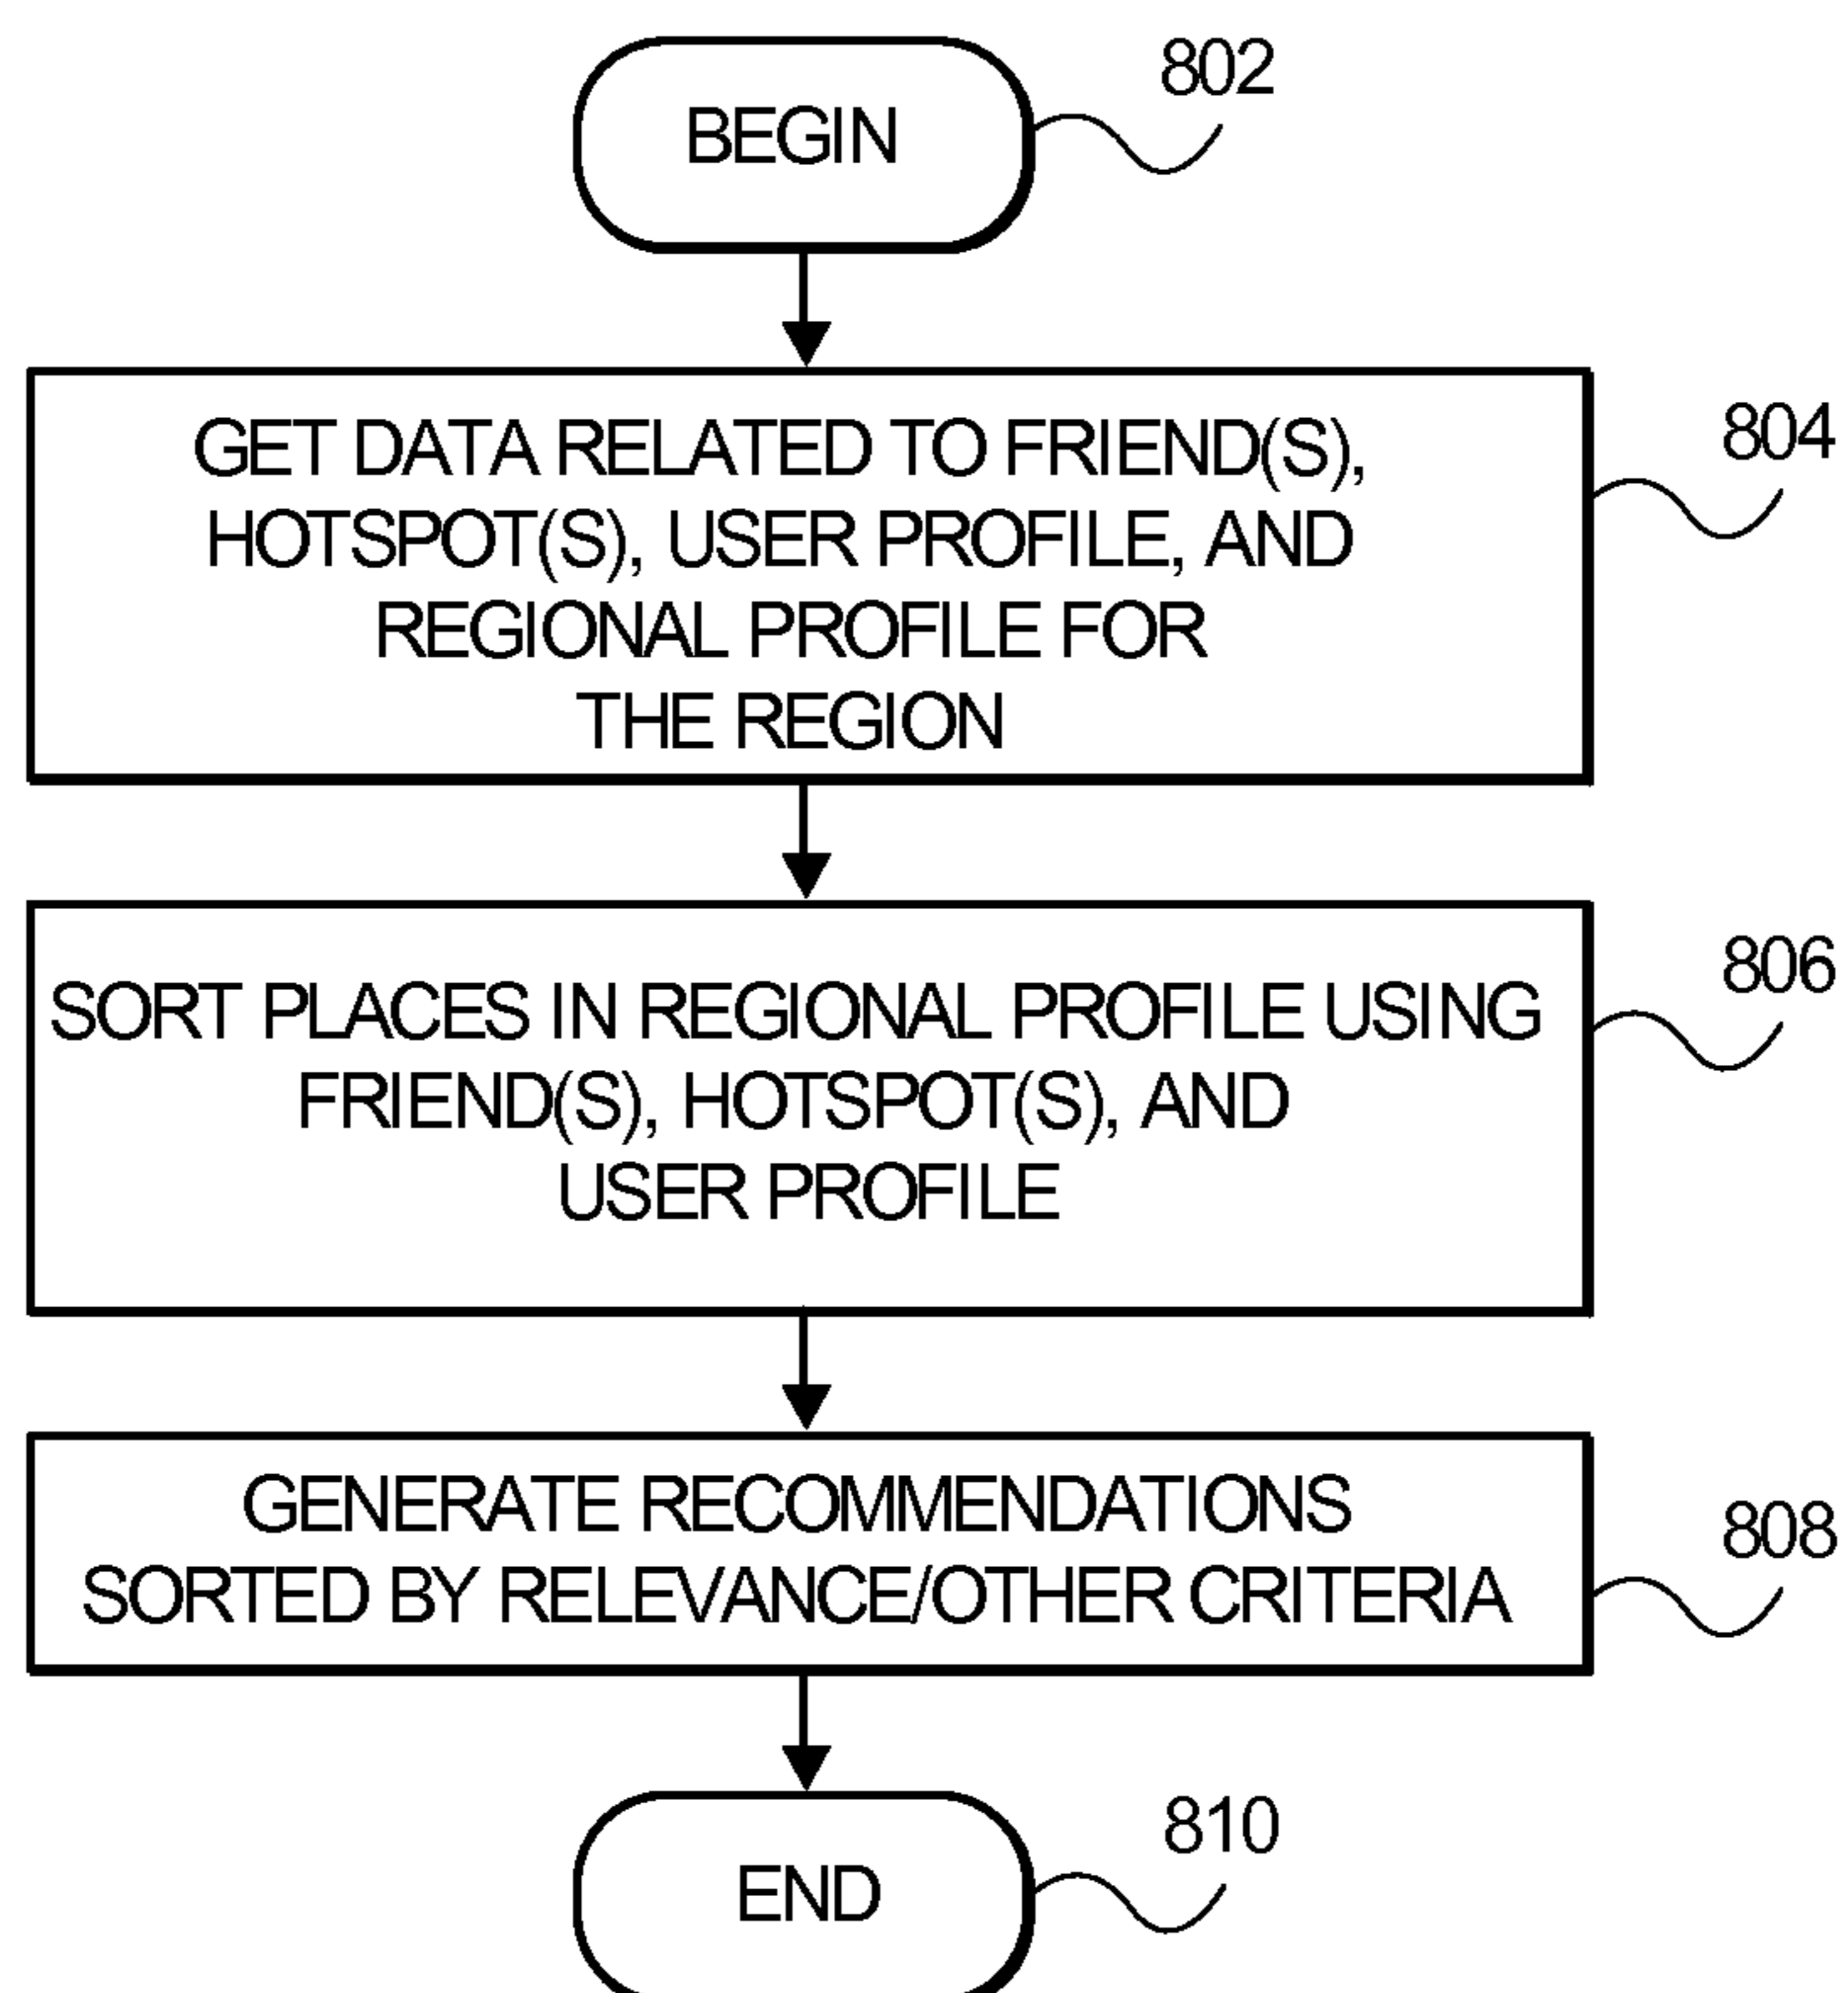 802
BEGIN
804
GET DATA RELATED TO FRIEND(S),
HOTSPOT(S), USER PROFILE, AND
REGIONAL PROFILE FOR
THE REGION
806
SORT PLACES IN REGIONAL PROFILE USING
FRIEND(S), HOTSPOT(S), AND
USER PROFILE
GENERATE RECOMMENDATIONS
808
SORTED BY RELEVANCE/OTHER CRITERIA
810
END